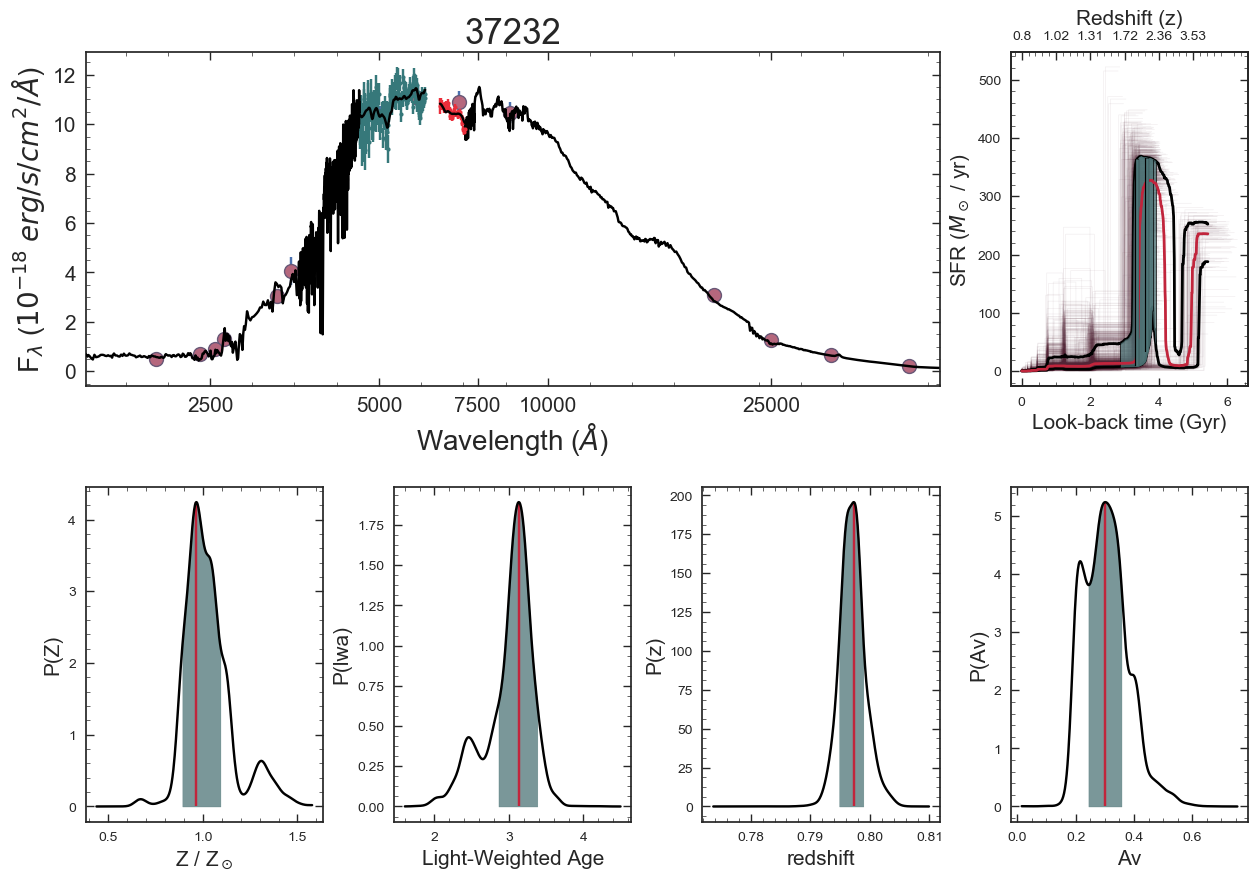 37232
F_λ (10^−18 erg/s/cm^2/Å)
12
10
8
6
4
2
0
2500 5000 7500 10000 25000
Wavelength (Å)
Redshift (z)
0.8 1.02 1.31 1.72 2.36 3.53
SFR (M_⊙ / yr)
500
400
300
200
100
0
0 2 4 6
Look-back time (Gyr)
P(Z)
4
3
2
1
0
0.5 1.0 1.5
Z / Z_⊙
P(lwa)
1.75
1.50
1.25
1.00
0.75
0.50
0.25
0.00
2 3 4
Light-Weighted Age
P(z)
200
175
150
125
100
75
50
25
0
0.78 0.79 0.80 0.81
redshift
P(Av)
5
4
3
2
1
0
0.0 0.2 0.4 0.6
Av